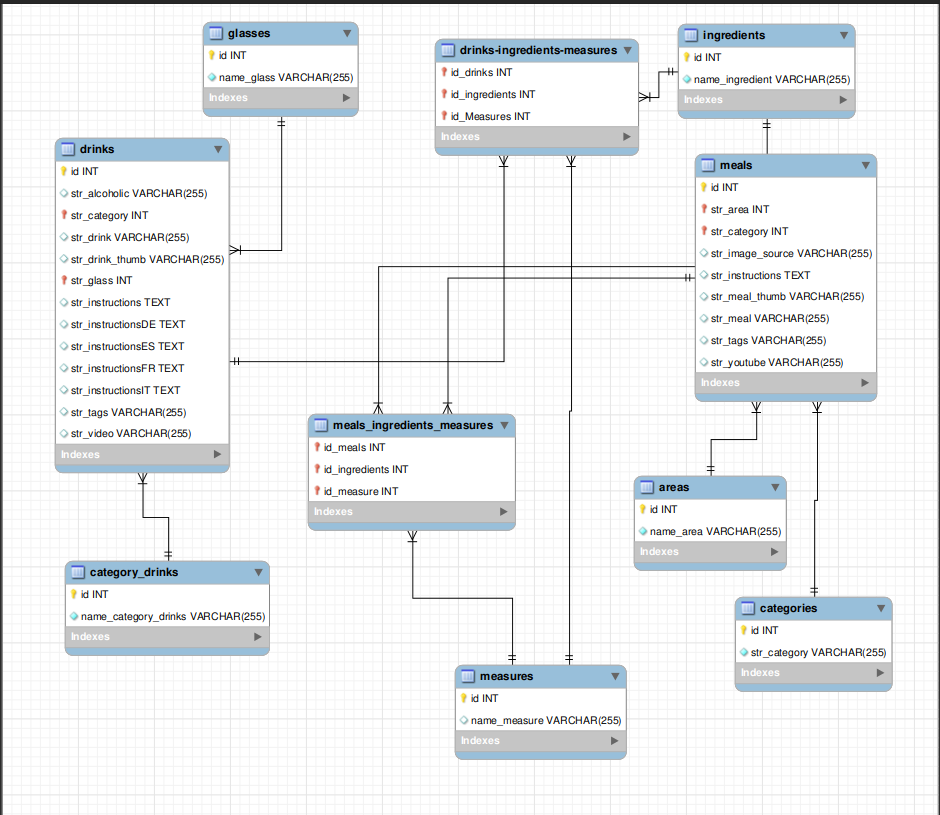 glasses
id INT
name_glass VARCHAR(255)
Indexes
drinks-ingredients-measures
id_drinks INT
id_ingredients INT
id_Measures INT
Indexes
ingredients
id INT
name_ingredient VARCHAR(255)
Indexes
drinks
id INT
str_alcoholic VARCHAR(255)
str_category INT
str_drink VARCHAR(255)
str_drink_thumb VARCHAR(255)
str_glass INT
str_instructions TEXT
str_instructionsDE TEXT
str_instructionsES TEXT
str_instructionsFR TEXT
str_instructionsIT TEXT
str_tags VARCHAR(255)
str_video VARCHAR(255)
Indexes
meals
id INT
str_area INT
str_category INT
str_image_source VARCHAR(255)
str_instructions TEXT
str_meal_thumb VARCHAR(255)
str_meal VARCHAR(255)
str_tags VARCHAR(255)
str_youtube VARCHAR(255)
Indexes
meals_ingredients_measures
id_meals INT
id_ingredients INT
id_measure INT
Indexes
areas
id INT
name_area VARCHAR(255)
Indexes
category_drinks
id INT
name_category_drinks VARCHAR(255)
Indexes
categories
id INT
str_category VARCHAR(255)
Indexes
measures
id INT
name_measure VARCHAR(255)
Indexes